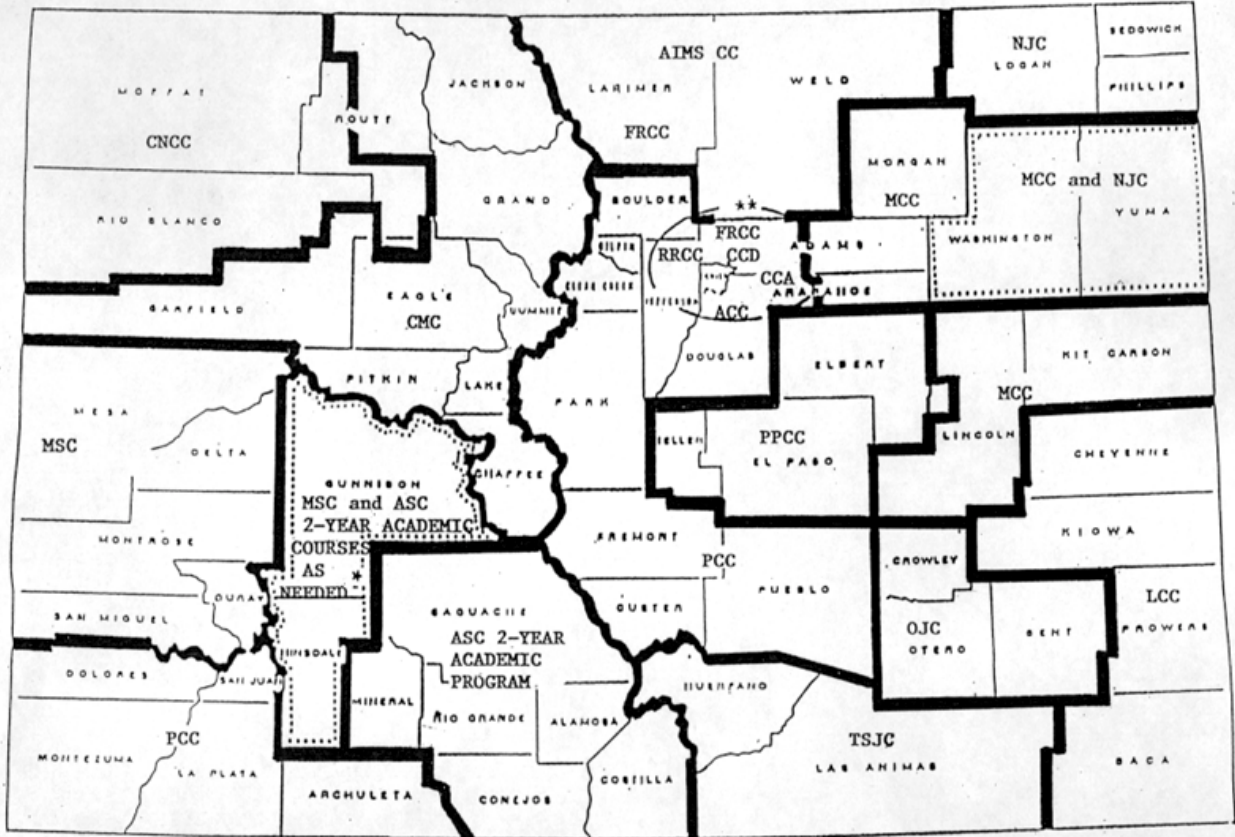 AIMS CC
NJC
LOGAN
SEDGWICH
PHILLIPS
MOFFAT
CNCC
ROUTT
JACKSON
LARIMER
FRCC
WELD
MORGAN
MCC
MCC and NJC
YUMA
WASHINGTON
RIO BLANCO
GRAND
BOULDER
**
FRCC
RRCC
CCD
ADAMS
GILPIN
CLEAR CREEK
JEFFERSON
CCA
ARAPAHOE
ACC
GARFIELD
EAGLE
CMC
SUMMIT
DOUGLAS
ELBERT
KIT CARSON
PITKIN
LAKE
PARK
MCC
LINCOLN
MESA
MSC
DELTA
TELLER
PPCC
EL PASO
CHEYENNE
GUNNISON
MSC and ASC
2-YEAR ACADEMIC
COURSES
AS
NEEDED *
CHAFFEE
MONTROSE
FREMONT
PCC
KIOWA
OURAY
CROWLEY
SAN MIGUEL
CUSTER
PUEBLO
LCC
PROWERS
SAGUACHE
ASC 2-YEAR
ACADEMIC
PROGRAM
OJC
OTERO
BENT
HINSDALE
DOLORES
SAN JUAN
MINERAL
RIO GRANDE
ALAMOSA
HUERFANO
PCC
MONTEZUMA
LA PLATA
ARCHULETA
CONEJOS
COSTILLA
TSJC
LAS ANIMAS
BACA